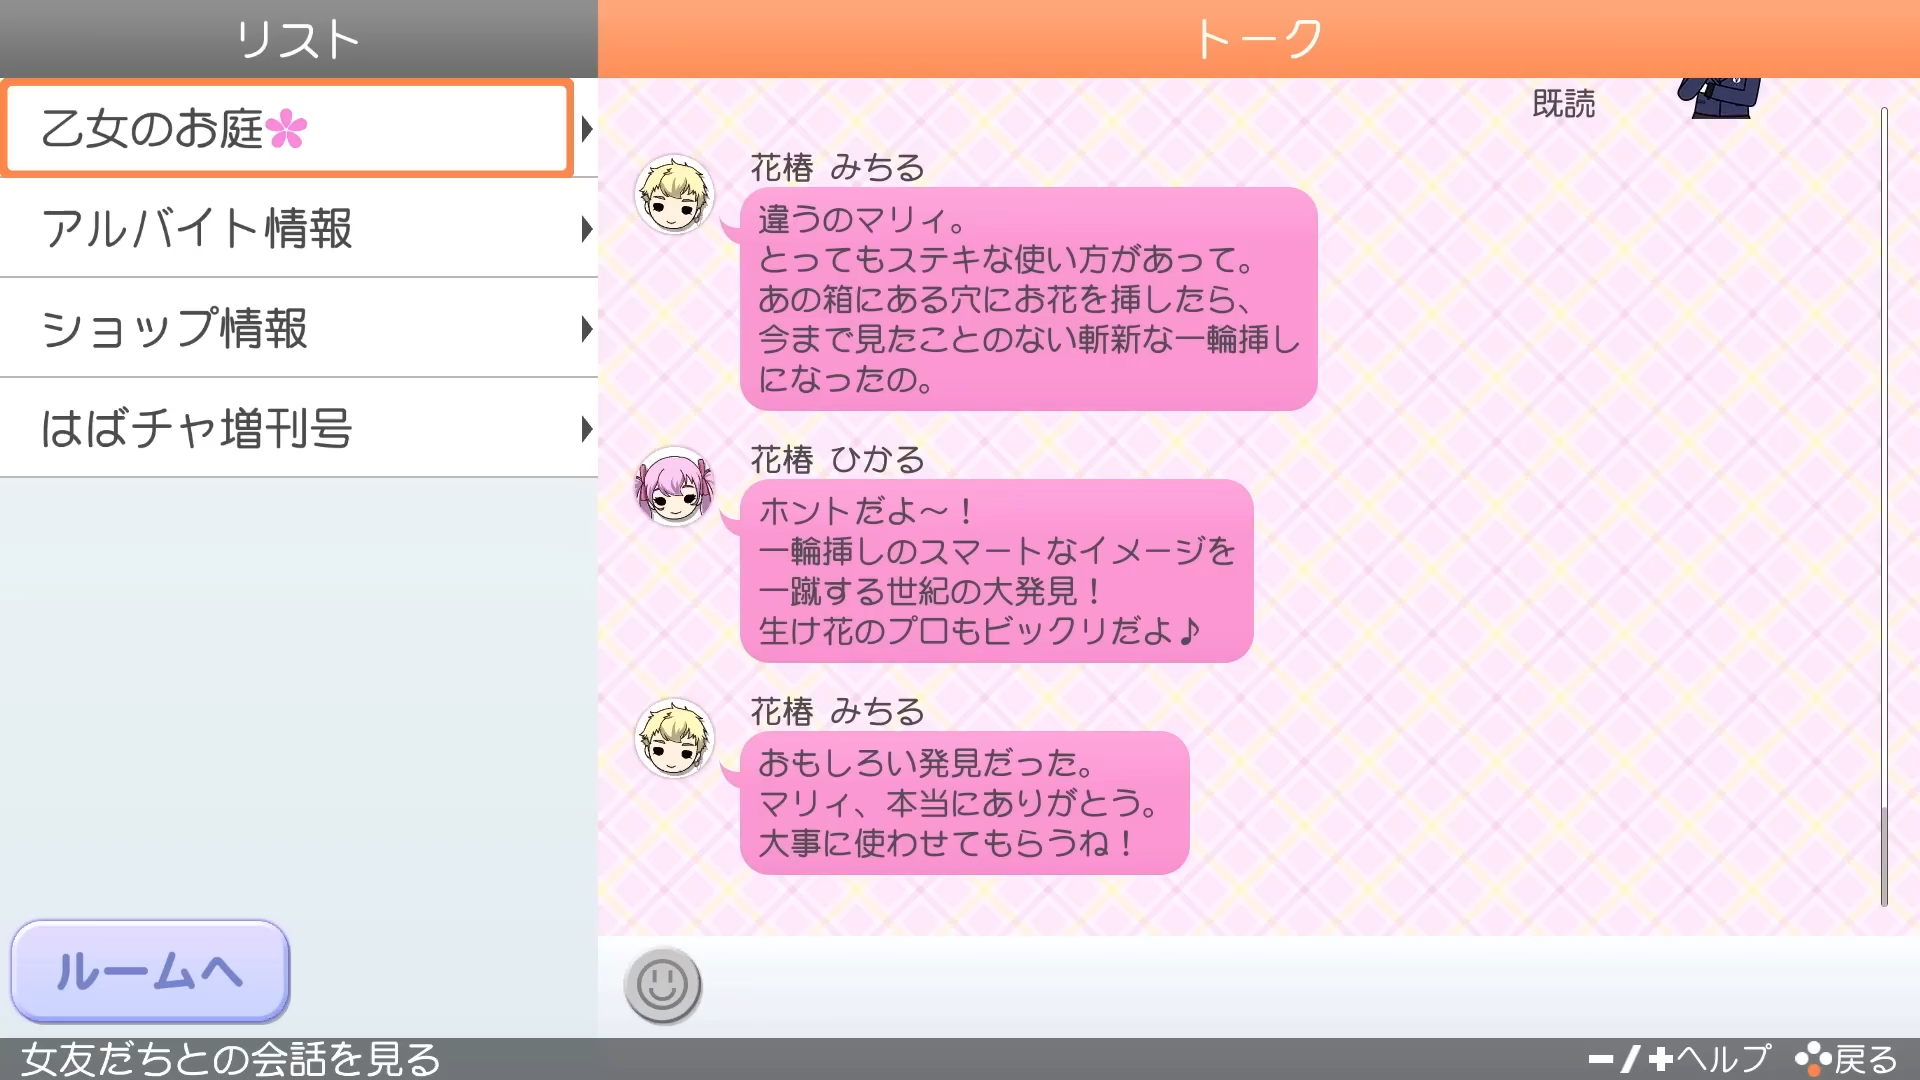 リスト
トーク
乙女のお庭
アルバイト情報
ショップ情報
はばチャ増刊号
既読
花椿 みちる
違うのマリィ。
とってもステキな使い方があって。
あの箱にある穴にお花を挿したら、
今まで見たことのない斬新な一輪挿し
になったの。
花椿 ひかる
ホントだよ～！
一輪挿しのスマートなイメージを
一蹴する世紀の大発見！
生け花のプロもビックリだよ♪
花椿 みちる
おもしろい発見だった。
マリィ、本当にありがとう。
大事に使わせてもらうね！
ルームへ
女友だちとの会話を見る
ー/＋ヘルプ
戻る